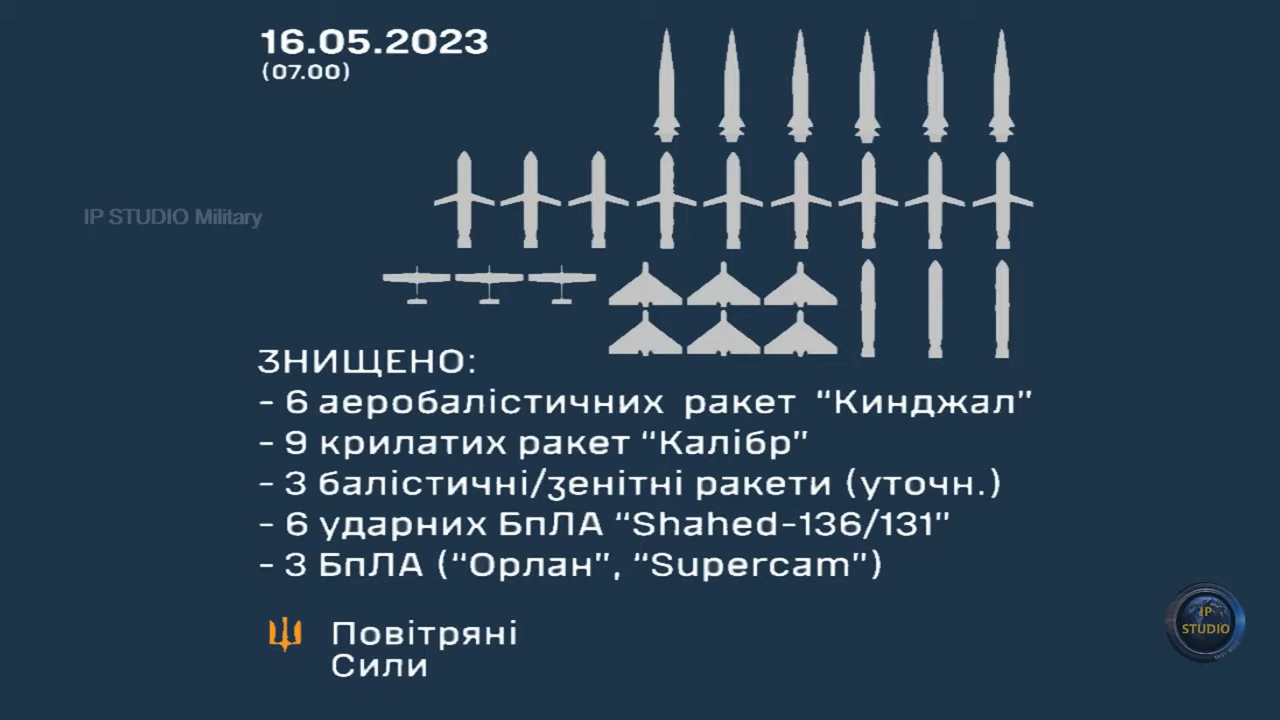 16.05.2023
(07.00)
IP STUDIO Military
ЗНИЩЕНО:
- 6 аеробалістичних ракет “Кинджал”
- 9 крилатих ракет “Калібр”
- 3 балістичні/зенітні ракети (уточн.)
- 6 ударних БпЛА “Shahed-136/131”
- 3 БпЛА (“Орлан”, “Supercam”)
Повітряні
Сили
IP
STUDIO